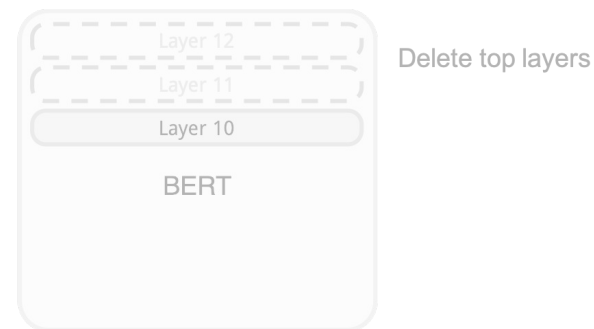 Layer 12
Delete top layers
Layer 11
Layer 10
BERT